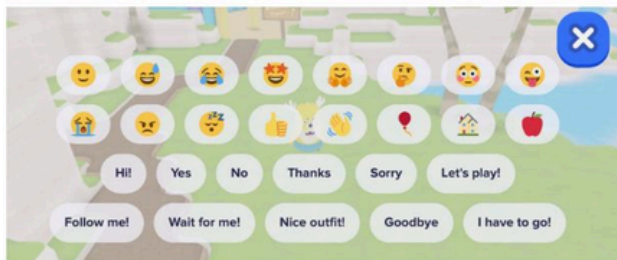 Hi! Yes No Thanks Sorry Let's play!
Follow me! Wait for me! Nice outfit! Goodbye I have to go!